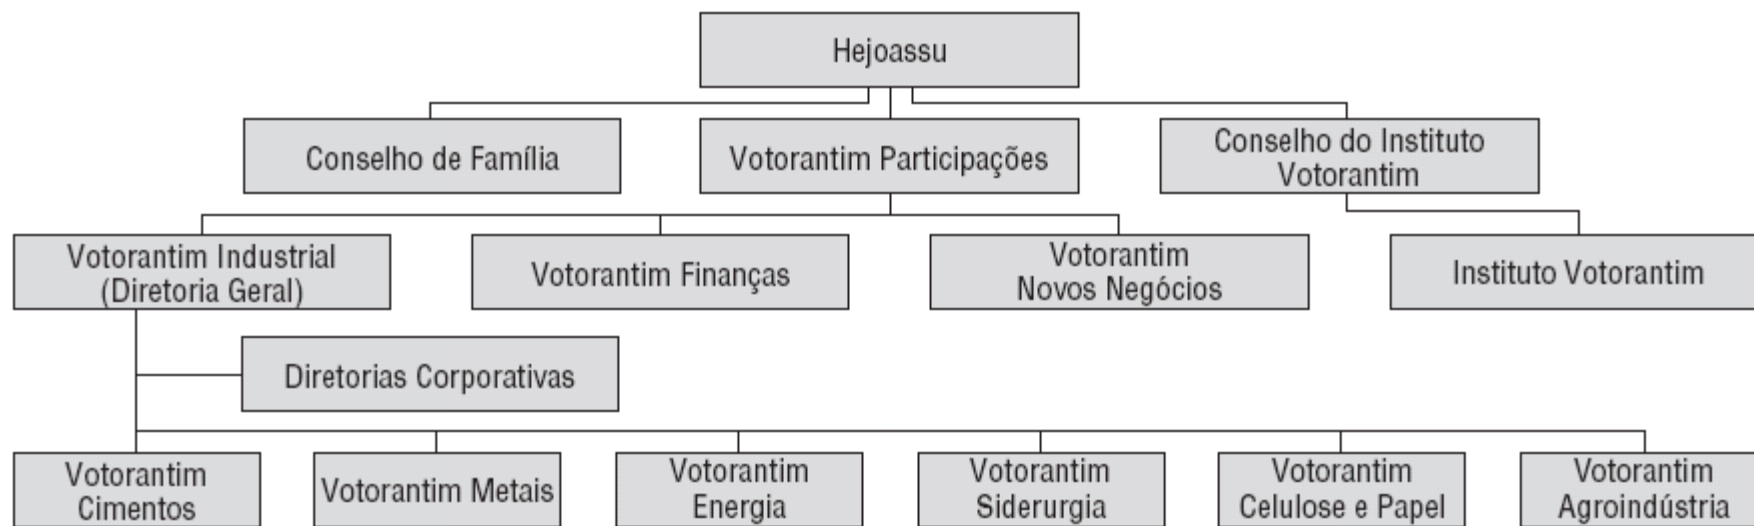 Hejoassu
Conselho de Família
Votorantim Participações
Conselho do Instituto
Votorantim
Votorantim Industrial
(Diretoria Geral)
Votorantim Finanças
Votorantim
Novos Negócios
Instituto Votorantim
Diretorias Corporativas
Votorantim
Cimentos
Votorantim Metais
Votorantim
Energia
Votorantim
Siderurgia
Votorantim
Celulose e Papel
Votorantim
Agroindústria